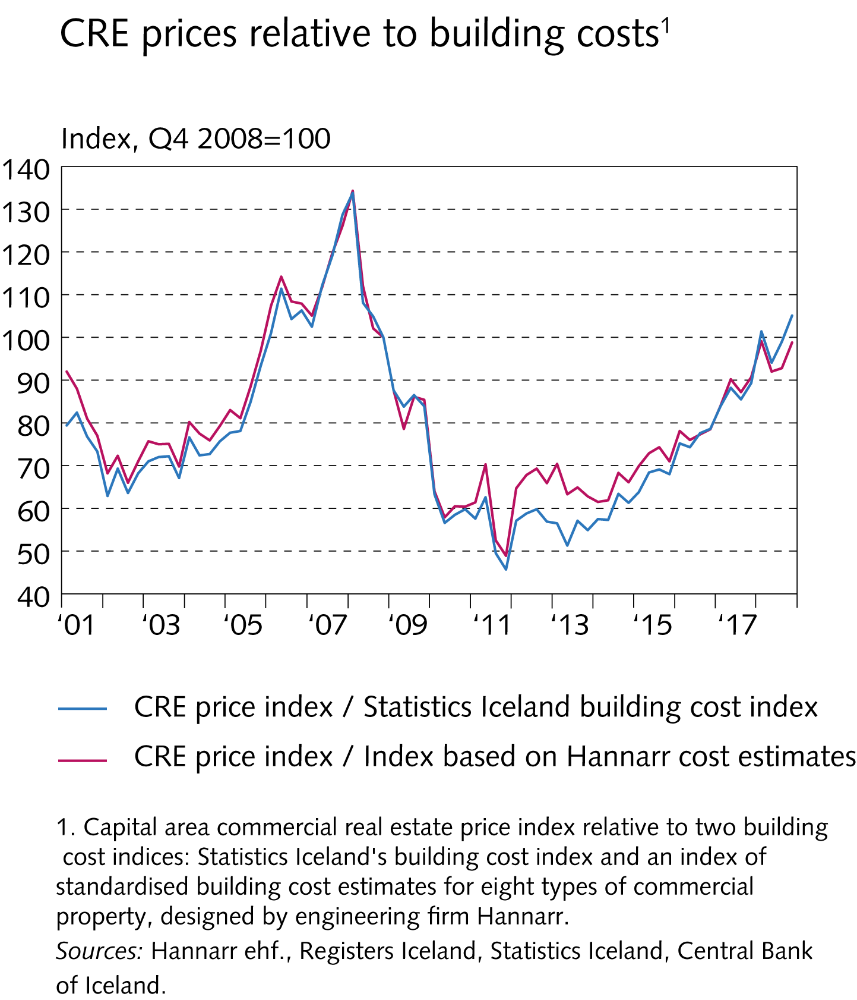 CRE prices relative to building costs¹
Index, Q4 2008=100
140
130
120
110
100
90
80
70
60
50
40
‘01 ‘03 ‘05 ‘07 ‘09 ‘11 ‘13 ‘15 ‘17
CRE price index / Statistics Iceland building cost index
CRE price index / Index based on Hannarr cost estimates
1. Capital area commercial real estate price index relative to two building
cost indices: Statistics Iceland's building cost index and an index of
standardised building cost estimates for eight types of commercial
property, designed by engineering firm Hannarr.
Sources: Hannarr ehf., Registers Iceland, Statistics Iceland, Central Bank
of Iceland.